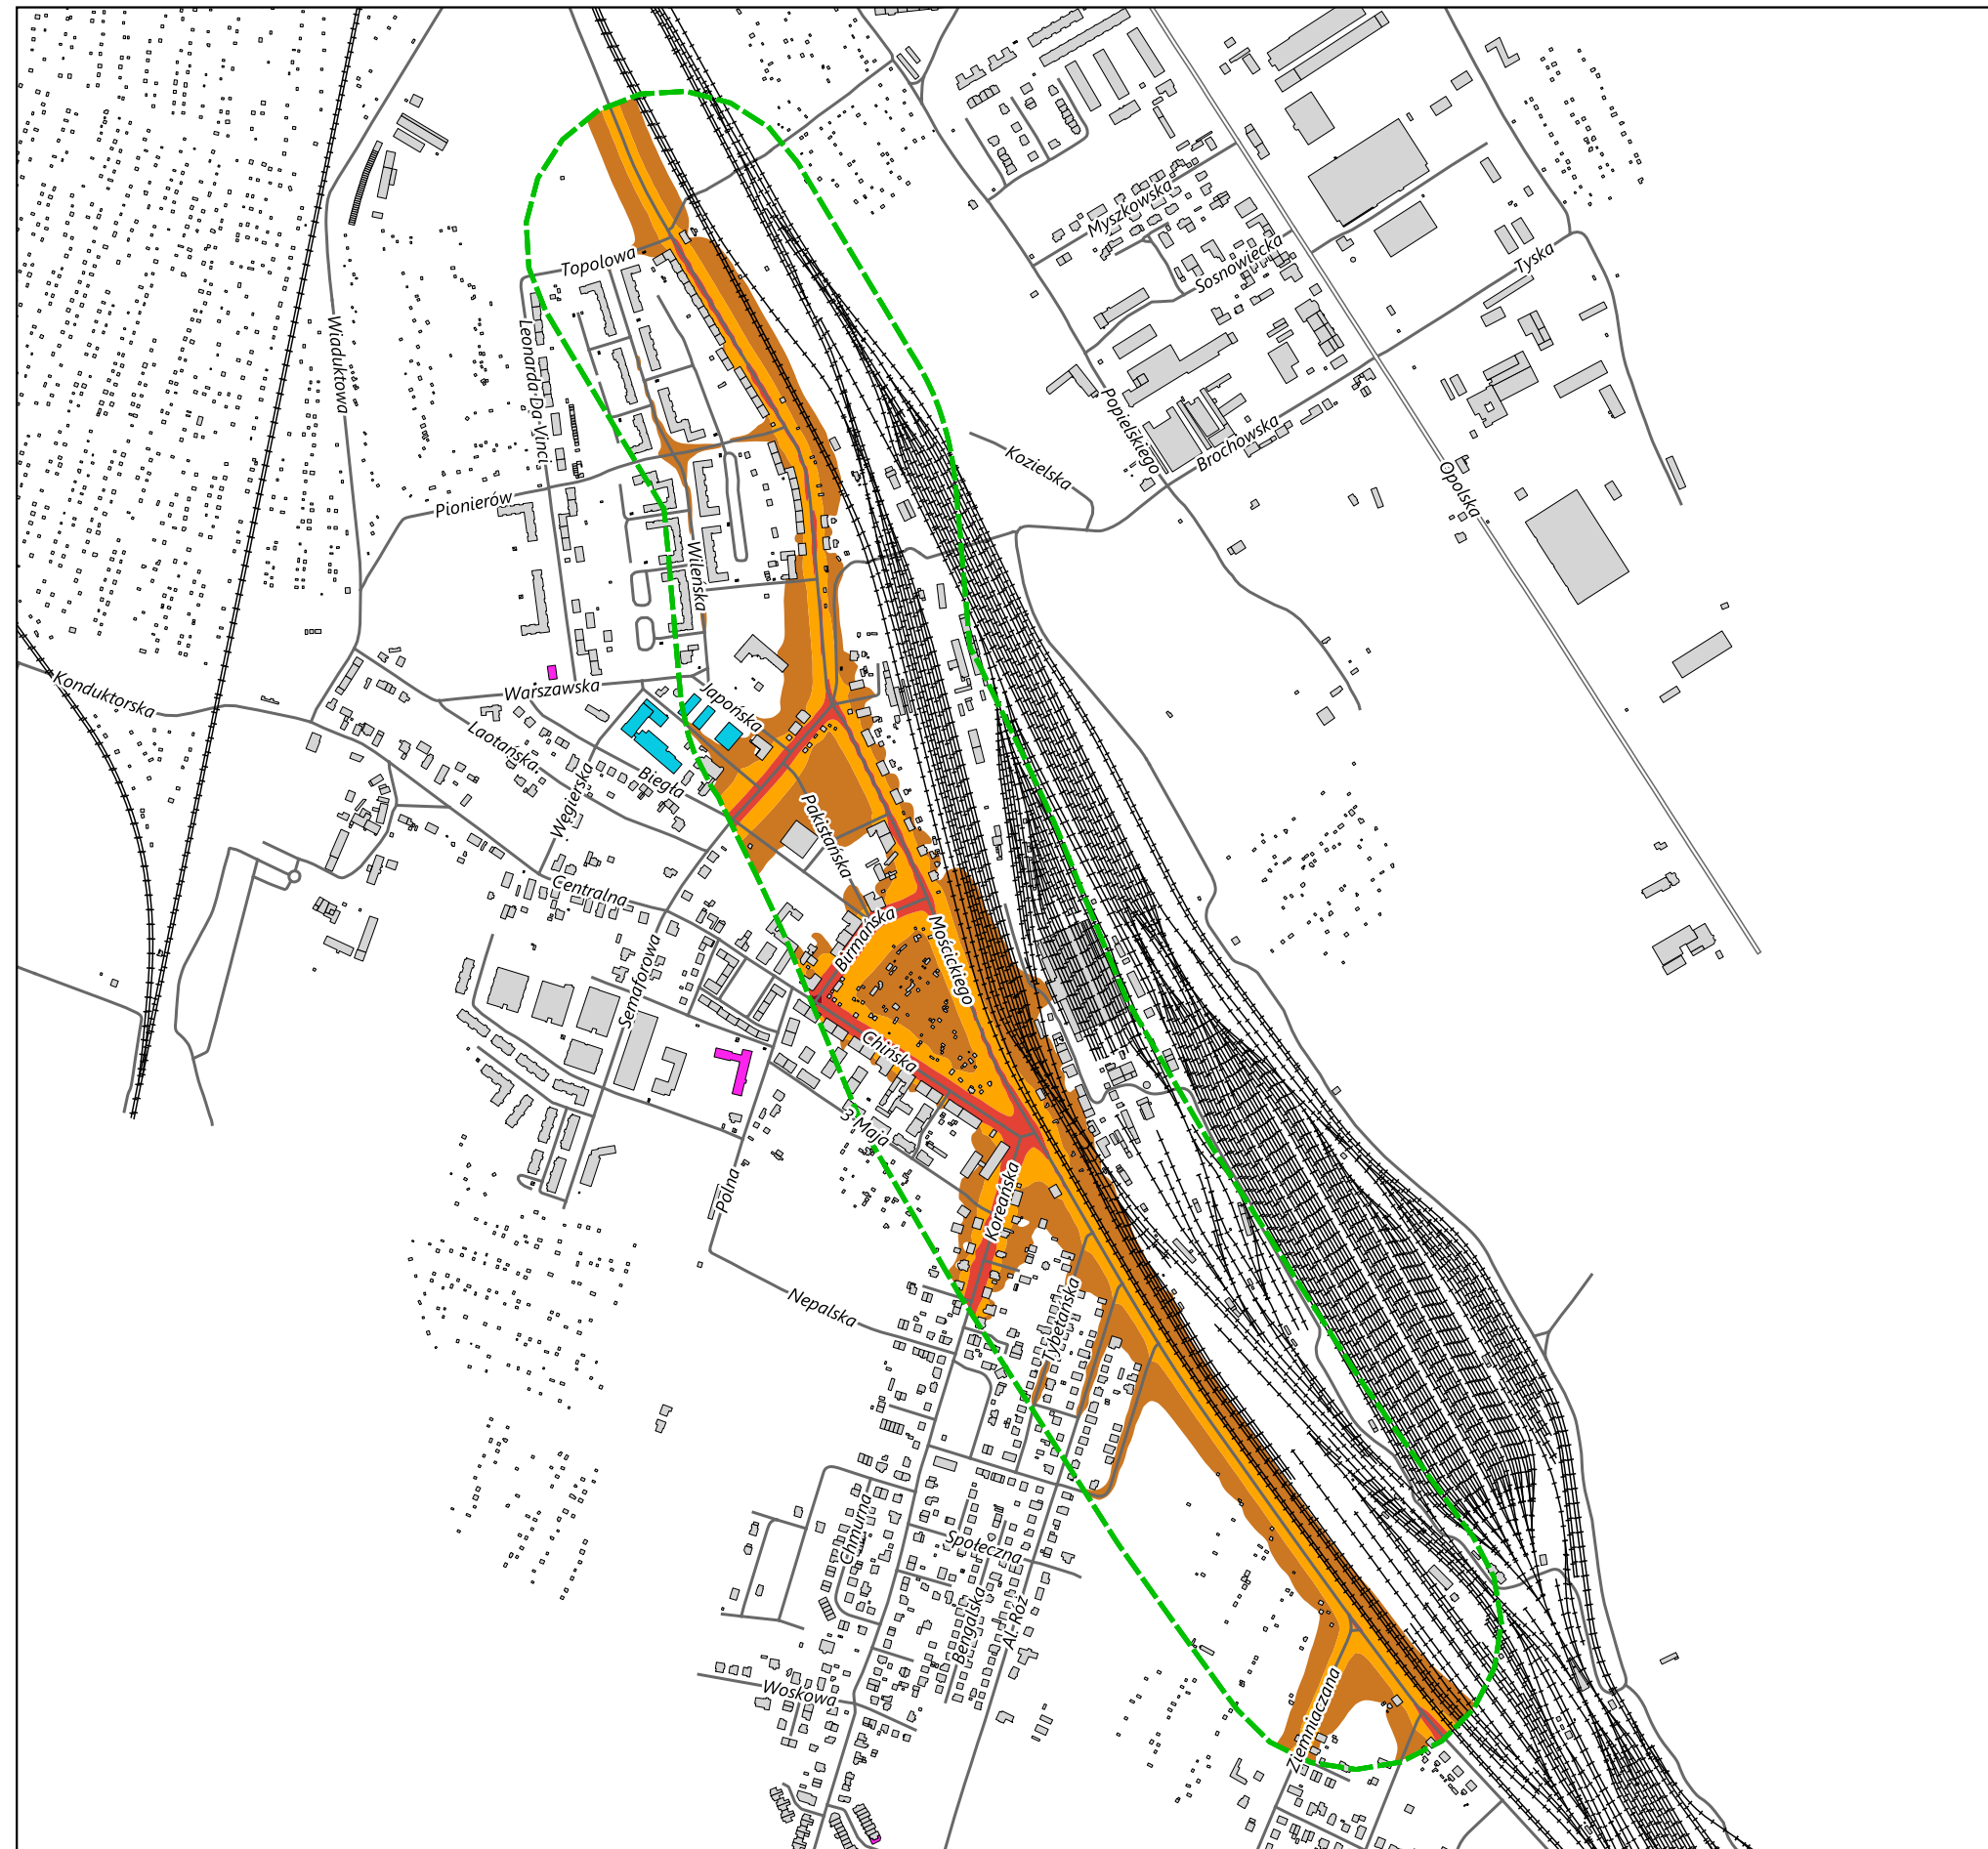 Myszkowska
Sosnowiecka
Tyska
Topolowa
Wiaduktowa
Leonarda Da Vinci
Popielskiego
Brochowska
Kozielska
Opolska
Pionierów
Wileńska
Konduktorska
Warszawska
Japońska
Laotańska
Biegła
Węgierska
Pakistańska
Centralna
Birmańska
Mościckiego
Semaforowa
Chińska
3 Maja
Polna
Koreańska
Nepalska
Tybetańska
Chmurna
Społeczna
Bengalska
Al. Róż
Woskowa
Ziemniaczana